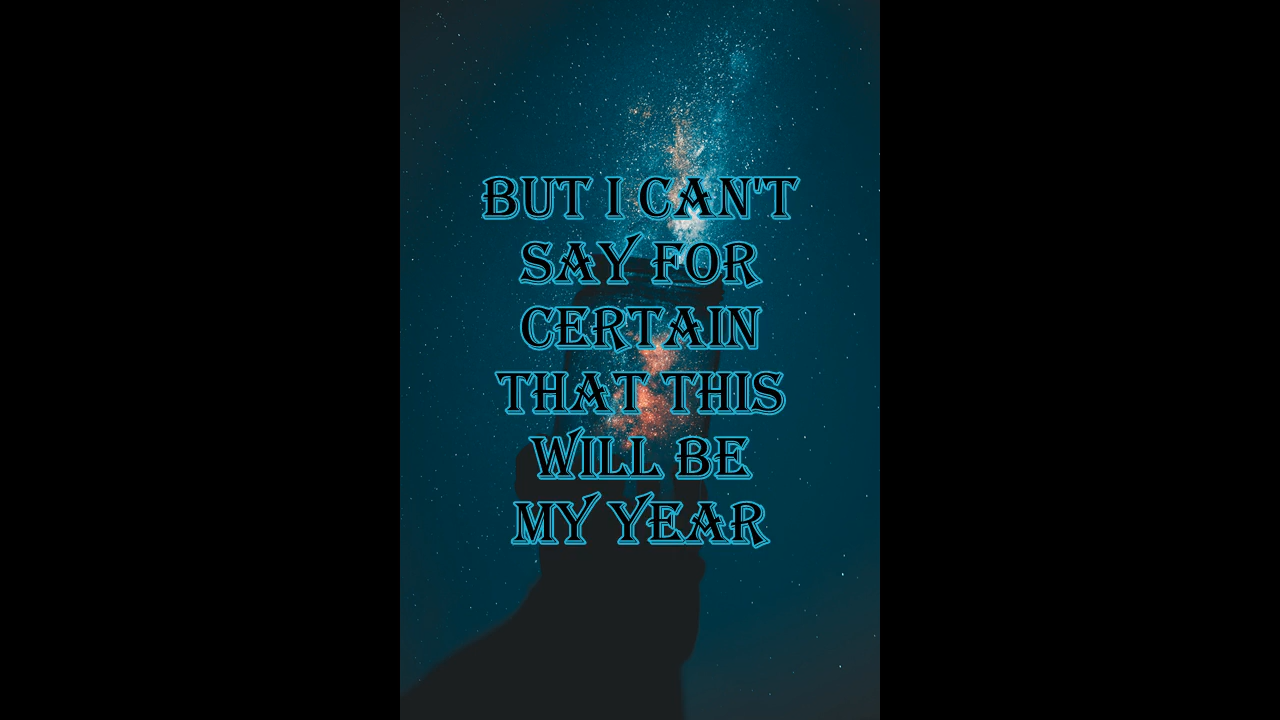 BUT I CAN'T
SAY FOR
CERTAIN
THAT THIS
WILL BE
MY YEAR